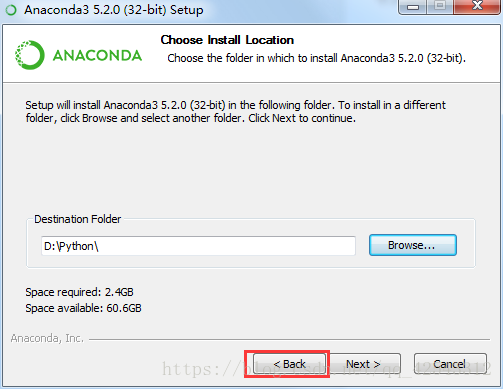 Anaconda3 5.2.0 (32-bit) Setup
ANACONDA
Choose Install Location
Choose the folder in which to install Anaconda3 5.2.0 (32-bit).
Setup will install Anaconda3 5.2.0 (32-bit) in the following folder. To install in a different
folder, click Browse and select another folder. Click Next to continue.
Destination Folder
D:\Python\
Browse...
Space required: 2.4GB
Space available: 60.6GB
Anaconda, Inc.
< Back
Next >
Cancel